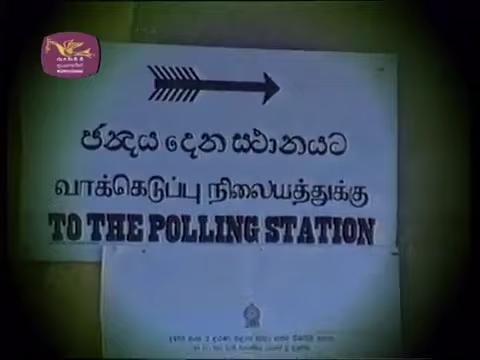 ඡන්දය දෙන ස්ථානයට
வாக்கெடுப்பு நிலையத்துக்கு
TO THE POLLING STATION